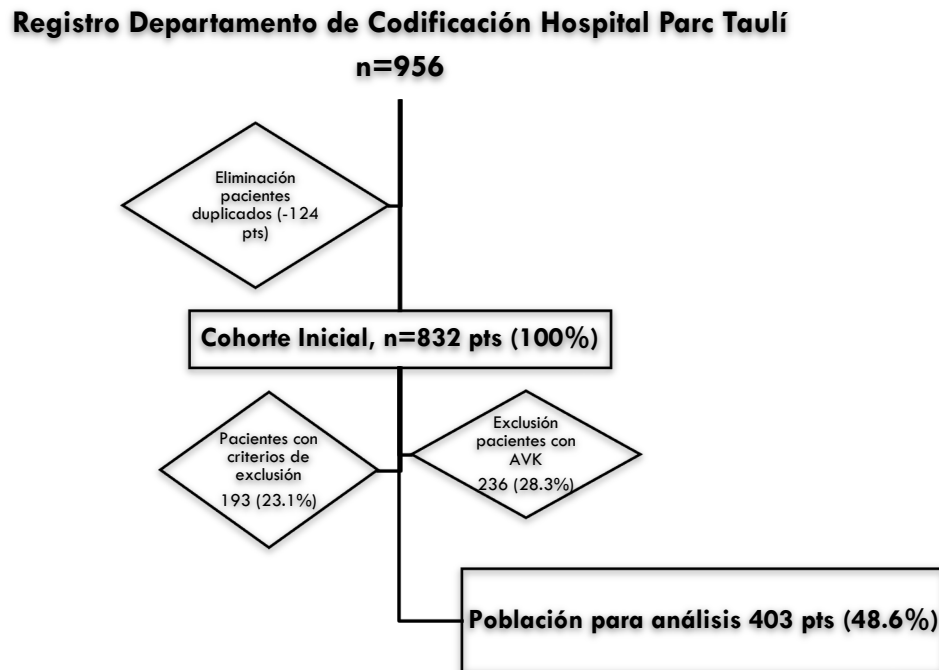 Registro Departamento de Codificación Hospital Parc Taulí
n=956
Eliminación
pacientes
duplicados (-124
pts)
Cohorte Inicial, n=832 pts (100%)
Pacientes con
criterios de
exclusión
193 (23.1%)
Exclusión
pacientes con
AVK
236 (28.3%)
Población para análisis 403 pts (48.6%)